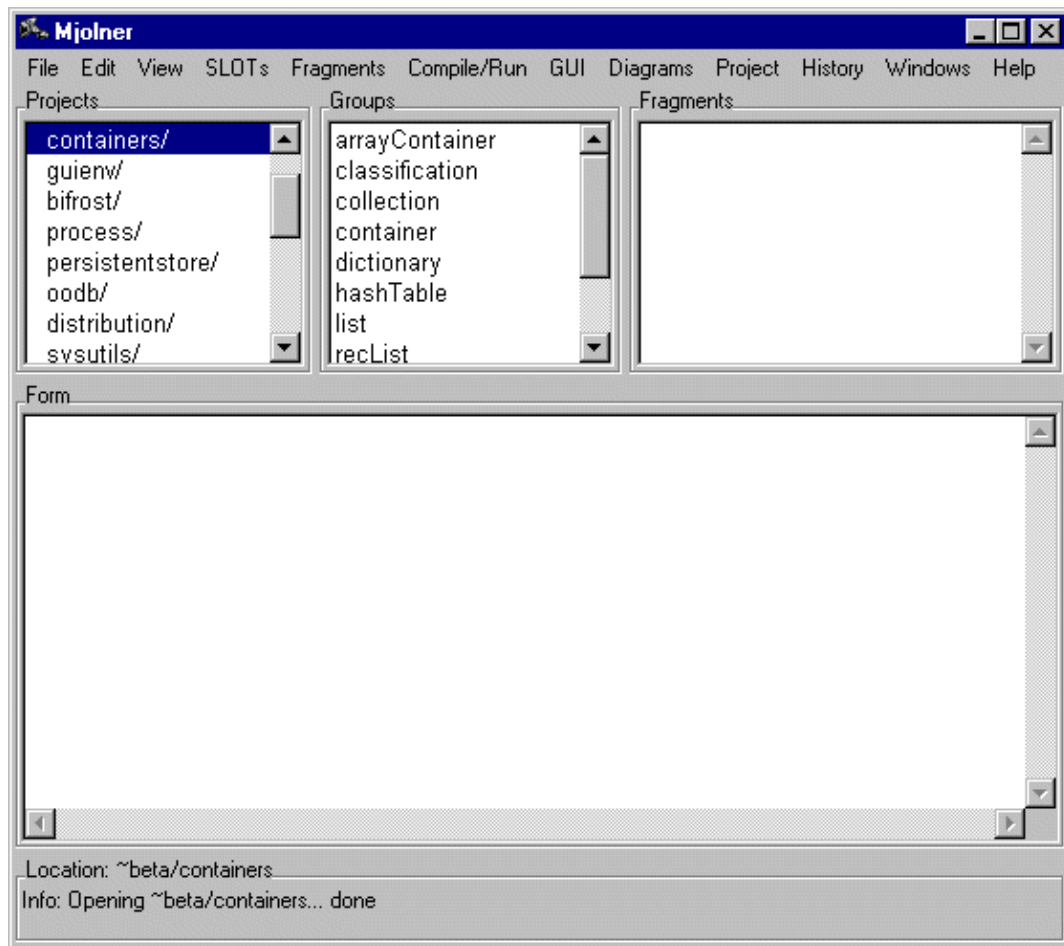 Mjolner
File Edit View SLOTs Fragments Compile/Run GUI Diagrams Project History Windows Help
Projects
containers/
guienv/
bifrost/
process/
persistentstore/
oodb/
distribution/
sysutils/
Groups
arrayContainer
classification
collection
container
dictionary
hashTable
list
recList
Fragments
Form
Location: ~beta/containers
Info: Opening ~beta/containers... done